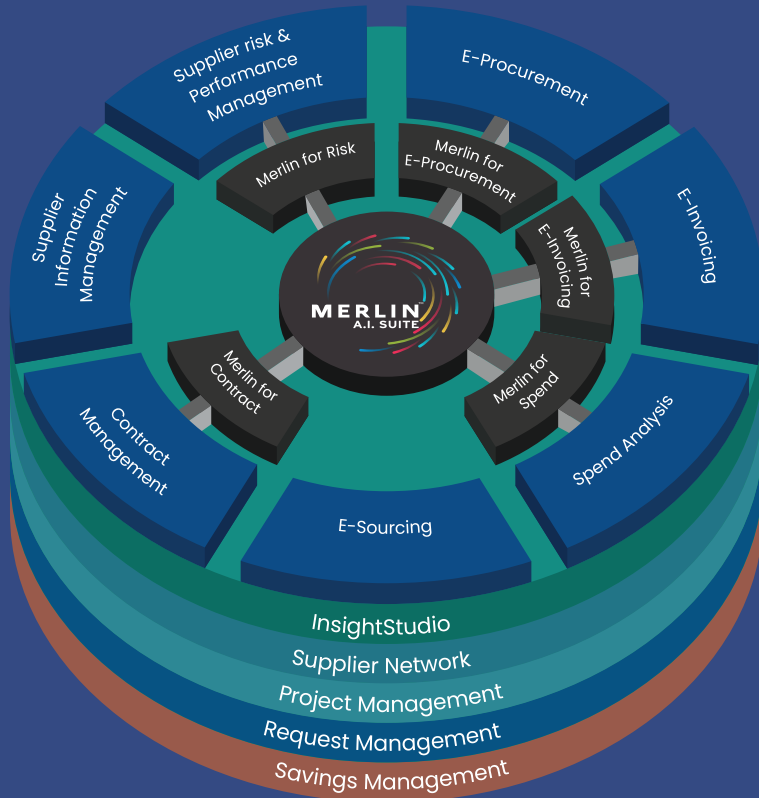 Supplier risk &
Performance
Management
E-Procurement
Merlin for Risk
Merlin for
E-Procurement
Supplier
Information
Management
E-Invoicing
Merlin for
E-Invoicing
MERLIN™
A.I. SUITE
Merlin for
Contract
Merlin for
Spend
Contract
Management
Spend Analysis
E-Sourcing
InsightStudio
Supplier Network
Project Management
Request Management
Savings Management